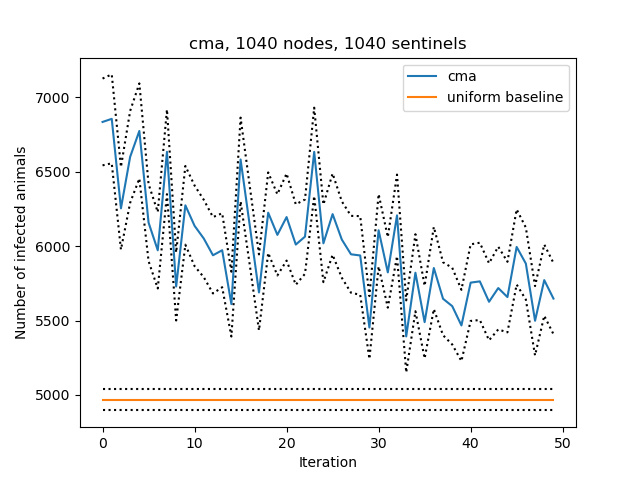 cma, 1040 nodes, 1040 sentinels
cma
uniform baseline
Number of infected animals
7000
6500
6000
5500
5000
0
10
20
30
40
50
Iteration